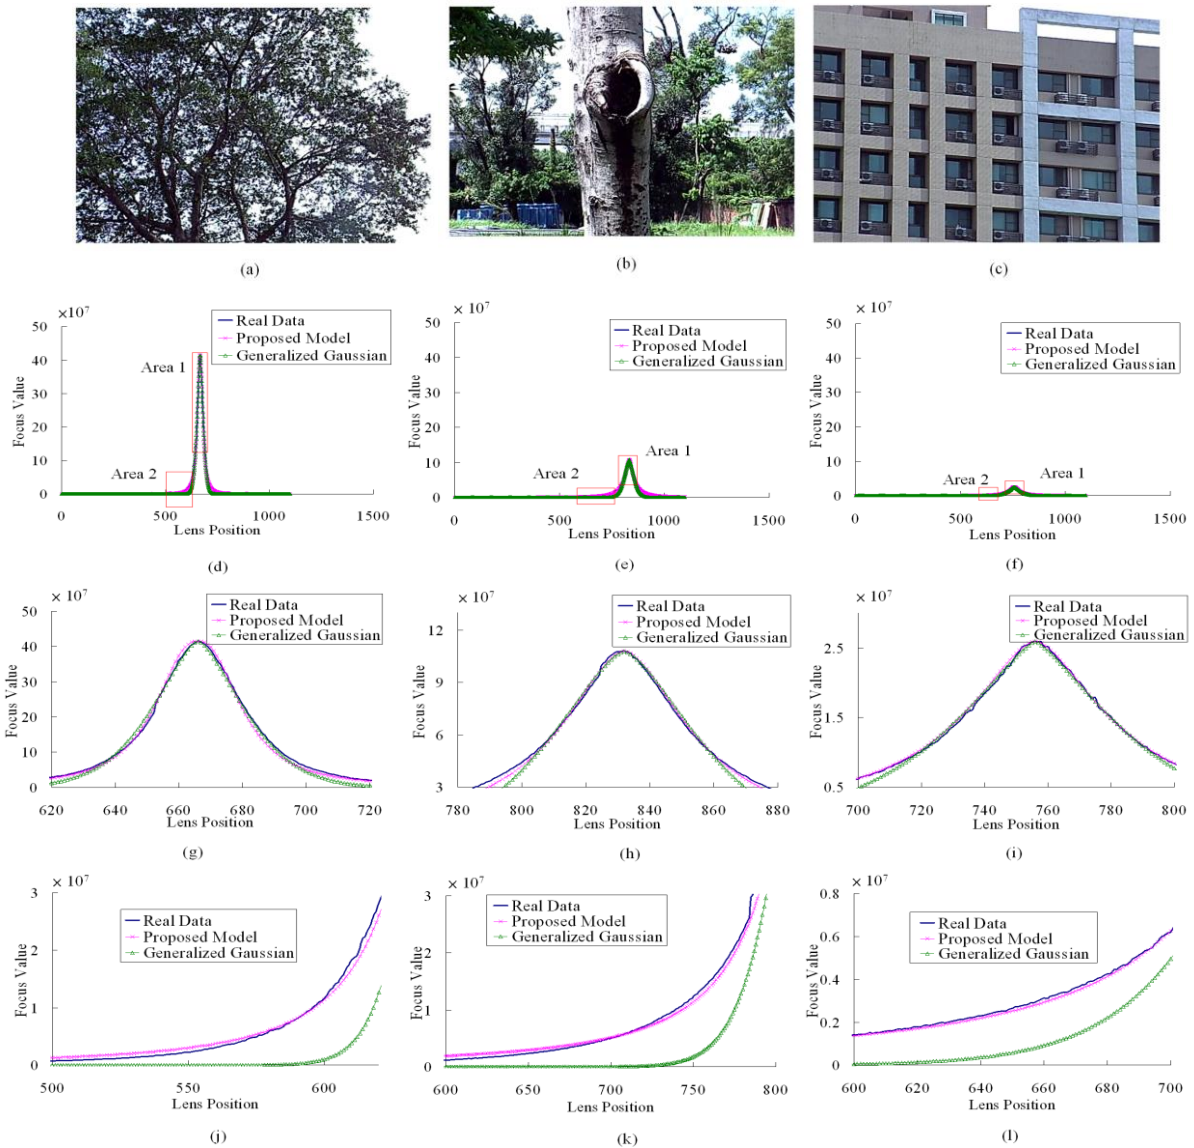 (a)
(b)
(c)
×10⁷
50
40
30
20
10
0
0
500
1000
1500
Focus Value
Lens Position
Real Data
Proposed Model
Generalized Gaussian
Area 1
Area 2
(d)
× 10⁷
50
40
30
20
10
0
0
500
1000
1500
Focus Value
Lens Position
Real Data
Proposed Model
Generalized Gaussian
Area 1
Area 2
(e)
× 10⁷
50
40
30
20
10
0
0
500
1000
1500
Focus Value
Lens Position
Real Data
Proposed Model
Generalized Gaussian
Area 1
Area 2
(f)
× 10⁷
50
40
30
20
10
0
620
640
660
680
700
720
Focus Value
Lens Position
Real Data
Proposed Model
Generalized Gaussian
(g)
× 10⁷
12
9
6
3
780
800
820
840
860
880
Focus Value
Lens Position
Real Data
Proposed Model
Generalized Gaussian
(h)
× 10⁷
2.5
1.5
0.5
700
720
740
760
780
800
Focus Value
Lens Position
Real Data
Proposed Model
Generalized Gaussian
(i)
× 10⁷
3
2
1
0
500
550
600
Focus Value
Lens Position
Real Data
Proposed Model
Generalized Gaussian
(j)
× 10⁷
3
2
1
0
600
650
700
750
800
Focus Value
Lens Position
Real Data
Proposed Model
Generalized Gaussian
(k)
× 10⁷
0.8
0.6
0.4
0.2
0
600
620
640
660
680
700
Focus Value
Lens Position
Real Data
Proposed Model
Generalized Gaussian
(l)